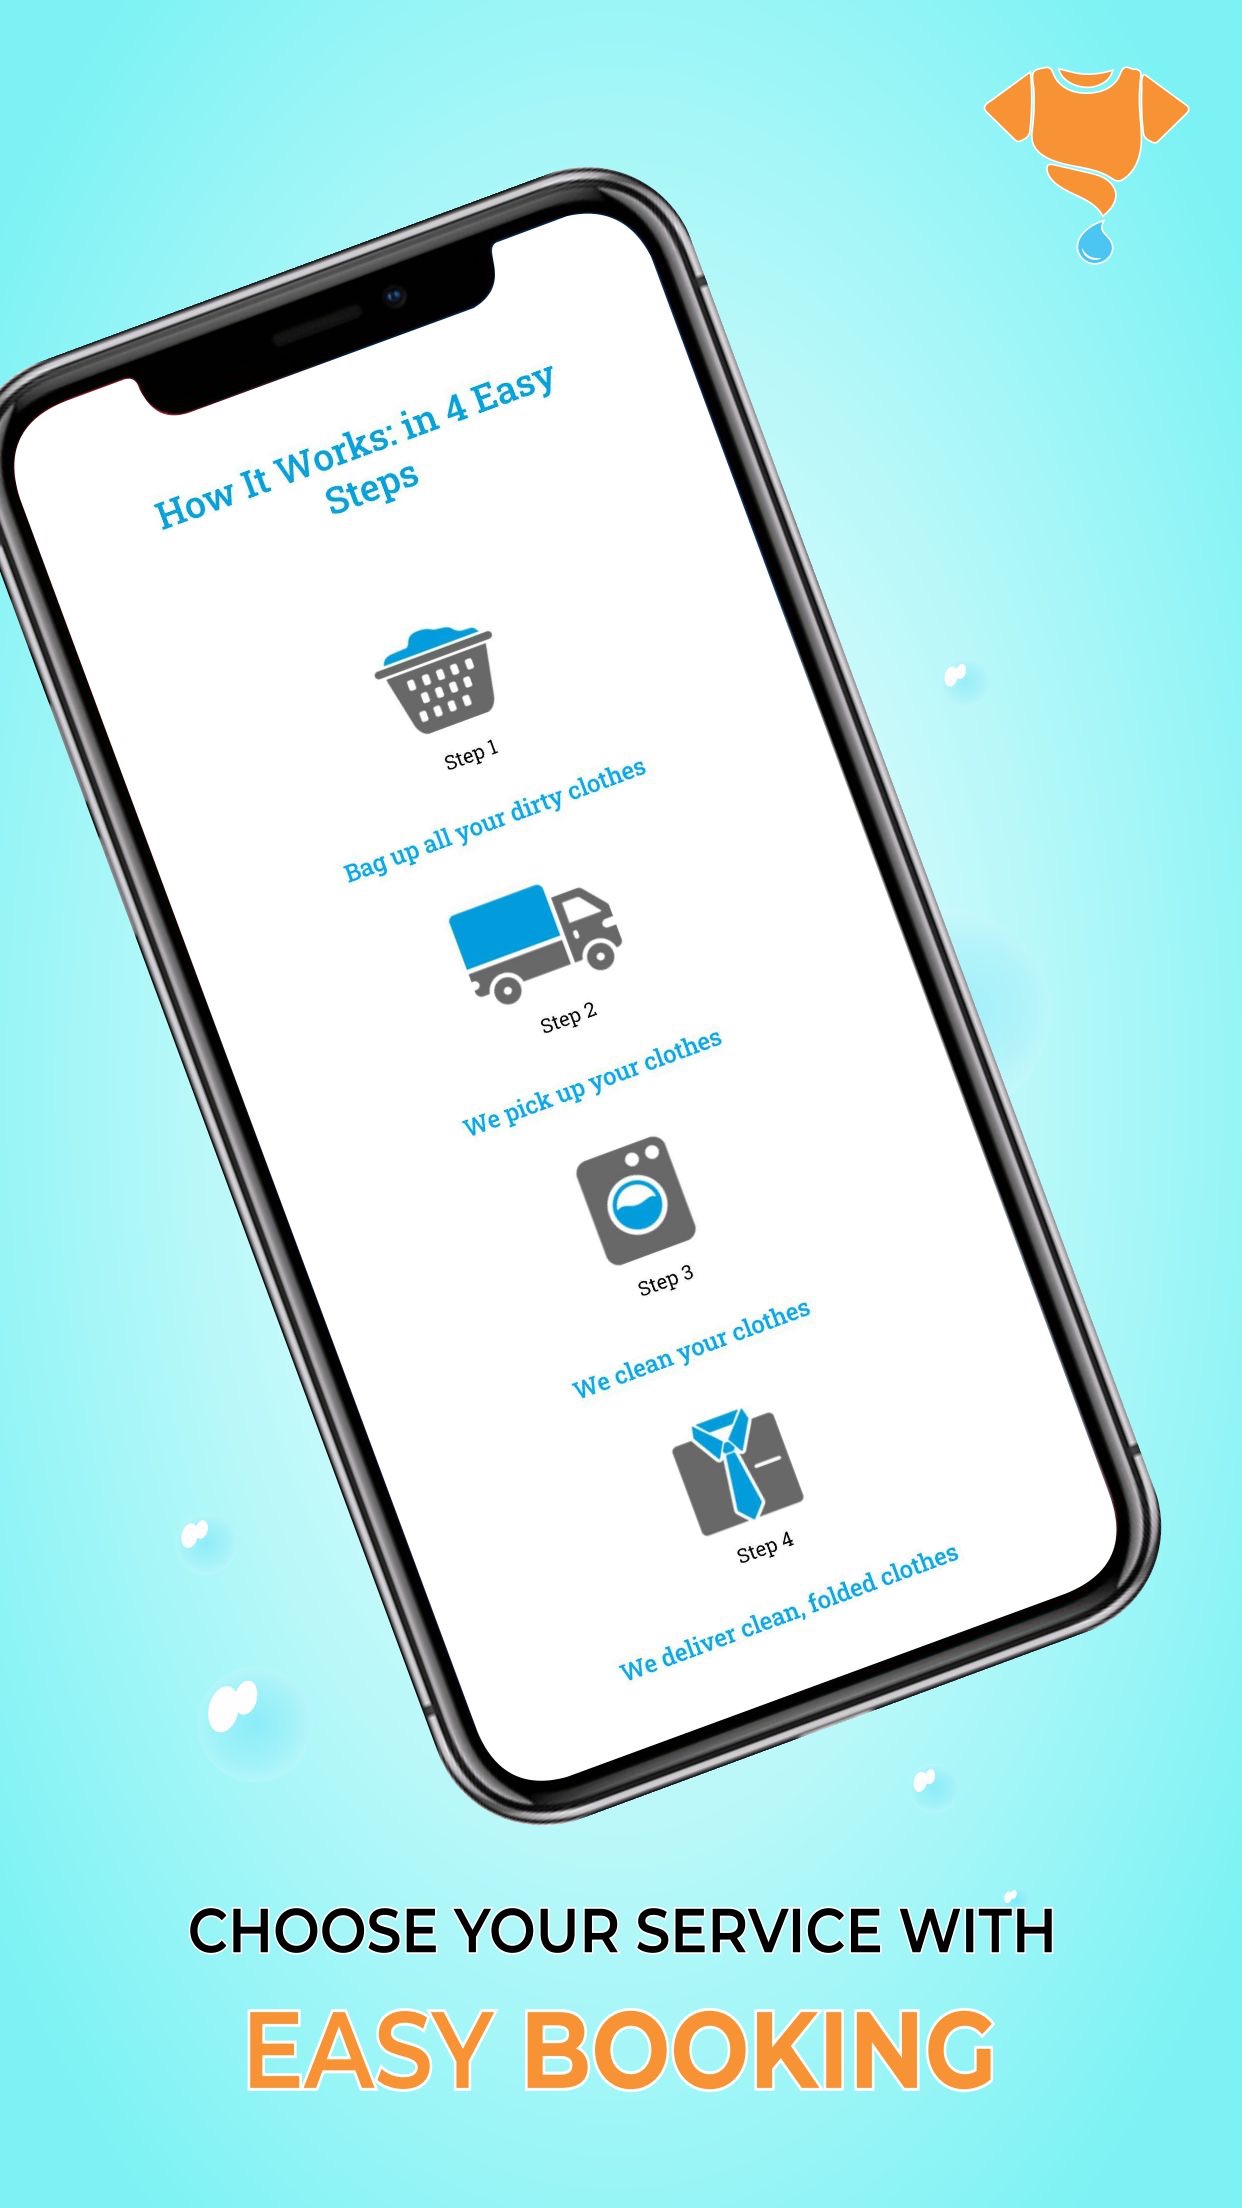 How It Works: in 4 Easy
Steps
Step 1
Bag up all your dirty clothes
Step 2
We pick up your clothes
Step 3
We clean your clothes
Step 4
We deliver clean, folded clothes
CHOOSE YOUR SERVICE WITH
EASY BOOKING